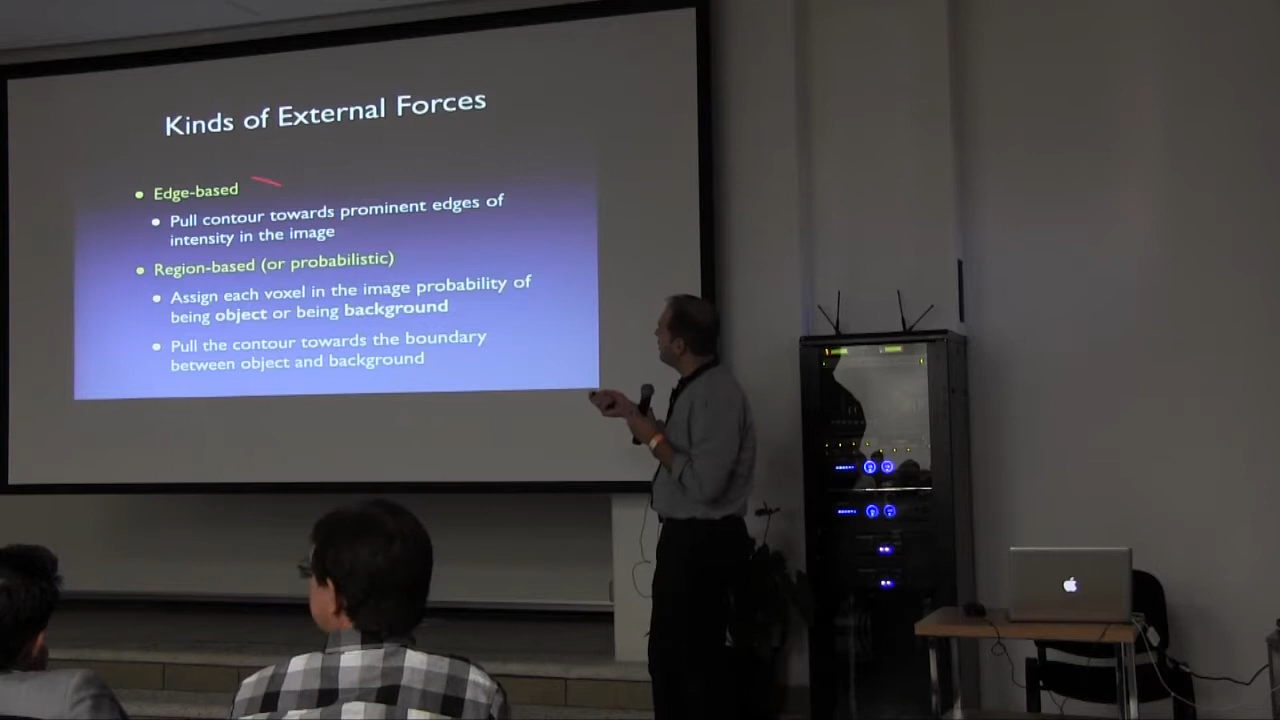 Kinds of External Forces
Edge-based
Pull contour towards prominent edges of
intensity in the image
Region-based (or probabilistic)
Assign each voxel in the image probability of
being object or being background
Pull the contour towards the boundary
between object and background